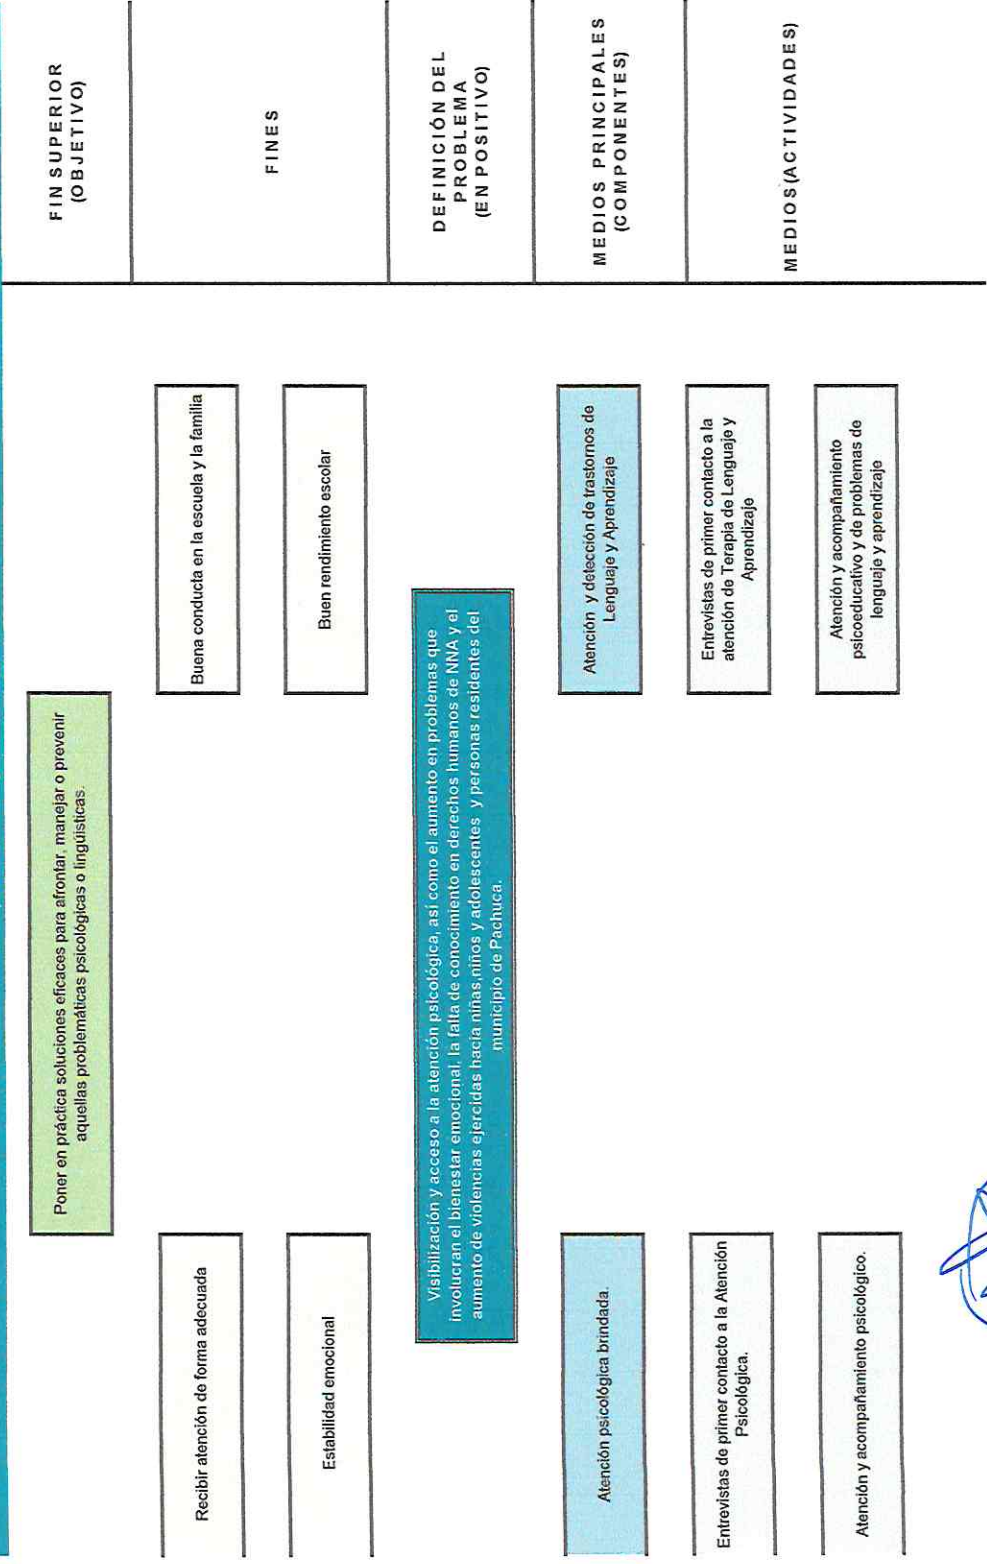 Poner en práctica soluciones eficaces para afrontar, manejar o prevenir
aquellas problemáticas psicológicas o lingüísticas.
FIN SUPERIOR
(OBJETIVO)
Recibir atención de forma adecuada
Buena conducta en la escuela y la familia
FINES
Estabilidad emocional
Buen rendimiento escolar
Visibilización y acceso a la atención psicológica, así como el aumento en problemas que
involucran el bienestar emocional, la falta de conocimiento en derechos humanos de NNA y el
aumento de violencias ejercidas hacía niñas,niños y adolescentes y personas residentes del
municipio de Pachuca.
DEFINICIÓN DEL
PROBLEMA
(EN POSITIVO)
Atención psicológica brindada.
Atención y detección de trastornos de
Lenguaje y Aprendizaje
MEDIOS PRINCIPALES
(COMPONENTES)
Entrevistas de primer contacto a la Atención
Psicológica.
Entrevistas de primer contacto a la
atención de Terapia de Lenguaje y
Aprendizaje
MEDIOS (ACTIVIDADES)
Atención y acompañamiento psicológico.
Atención y acompañamiento
psicoeducativo y de problemas de
lenguaje y aprendizaje